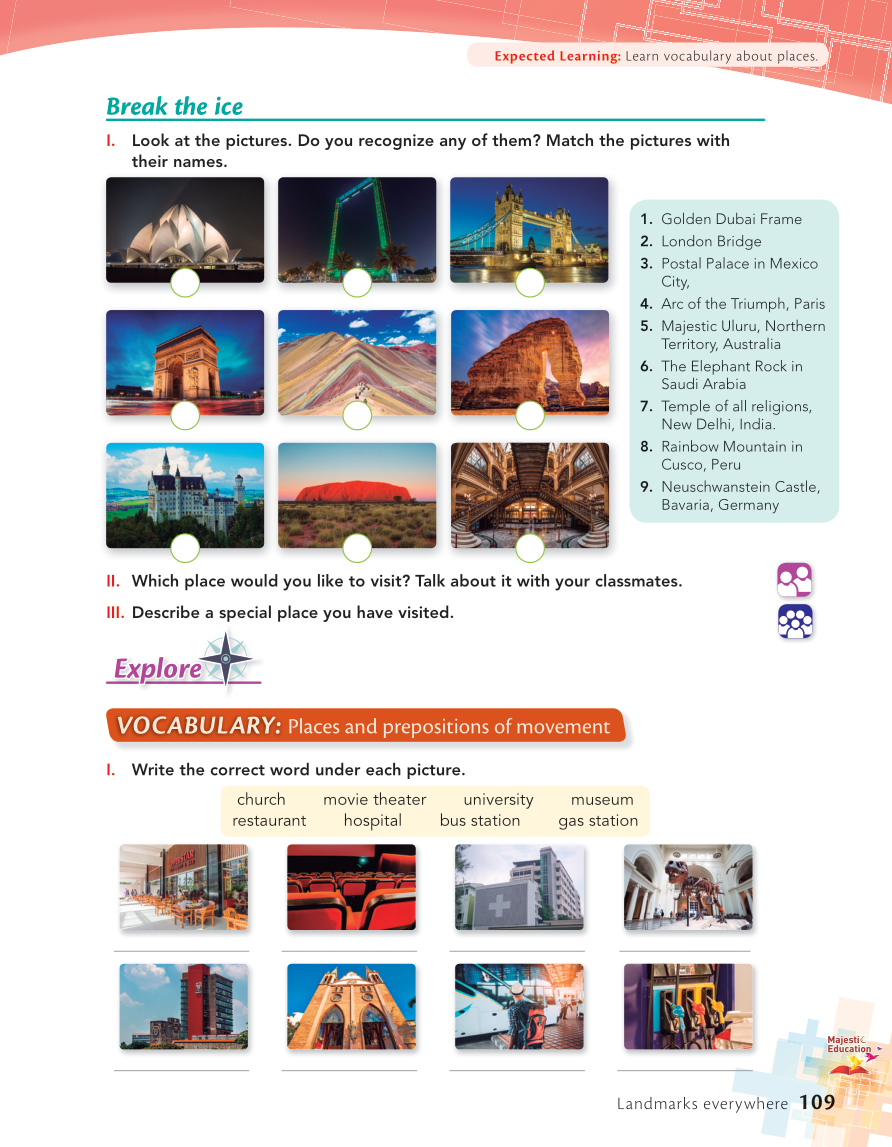 Expected Learning: Learn vocabulary about places.
Break the ice
I. Look at the pictures. Do you recognize any of them? Match the pictures with
their names.
1. Golden Dubai Frame
2. London Bridge
3. Postal Palace in Mexico
City,
4. Arc of the Triumph, Paris
5. Majestic Uluru, Northern
Territory, Australia
6. The Elephant Rock in
Saudi Arabia
7. Temple of all religions,
New Delhi, India.
8. Rainbow Mountain in
Cusco, Peru
9. Neuschwanstein Castle,
Bavaria, Germany
II. Which place would you like to visit? Talk about it with your classmates.
III. Describe a special place you have visited.
Explore
VOCABULARY: Places and prepositions of movement
I. Write the correct word under each picture.
church movie theater university museum
restaurant hospital bus station gas station
Majestic
Education
Landmarks everywhere 109